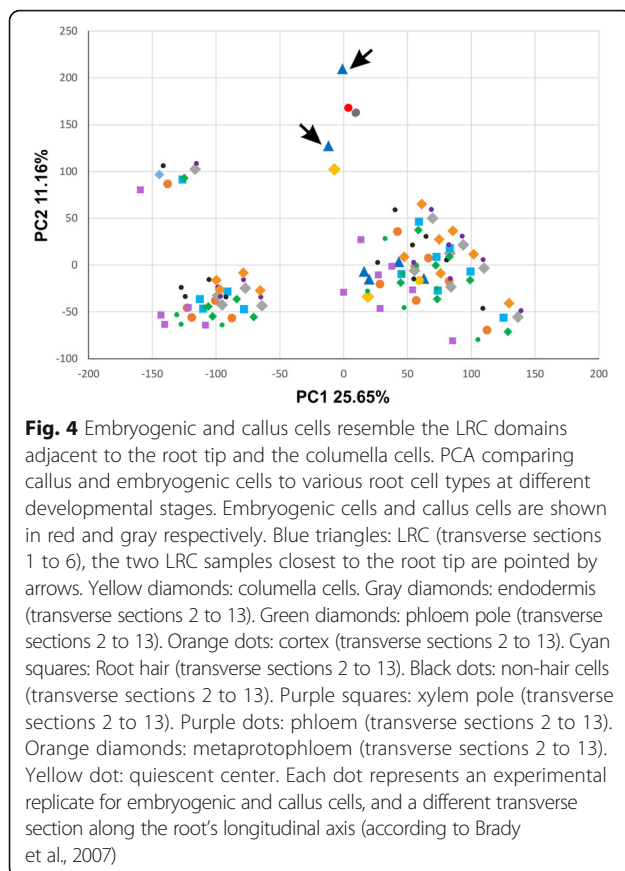 250
200
150
100
50
0
-50
-100
PC2 11.16%
-200 -150 -100 -50 0 50 100 150 200
PC1 25.65%
Fig. 4 Embryogenic and callus cells resemble the LRC domains
adjacent to the root tip and the columella cells. PCA comparing
callus and embryogenic cells to various root cell types at different
developmental stages. Embryogenic cells and callus cells are shown
in red and gray respectively. Blue triangles: LRC (transverse sections
1 to 6), the two LRC samples closest to the root tip are pointed by
arrows. Yellow diamonds: columella cells. Gray diamonds: endodermis
(transverse sections 2 to 13). Green diamonds: phloem pole (transverse
sections 2 to 13). Orange dots: cortex (transverse sections 2 to 13). Cyan
squares: Root hair (transverse sections 2 to 13). Black dots: non-hair cells
(transverse sections 2 to 13). Purple squares: xylem pole (transverse
sections 2 to 13). Purple dots: phloem (transverse sections 2 to 13).
Orange diamonds: metaprotophloem (transverse sections 2 to 13).
Yellow dot: quiescent center. Each dot represents an experimental
replicate for embryogenic and callus cells, and a different transverse
section along the root's longitudinal axis (according to Brady
et al., 2007)